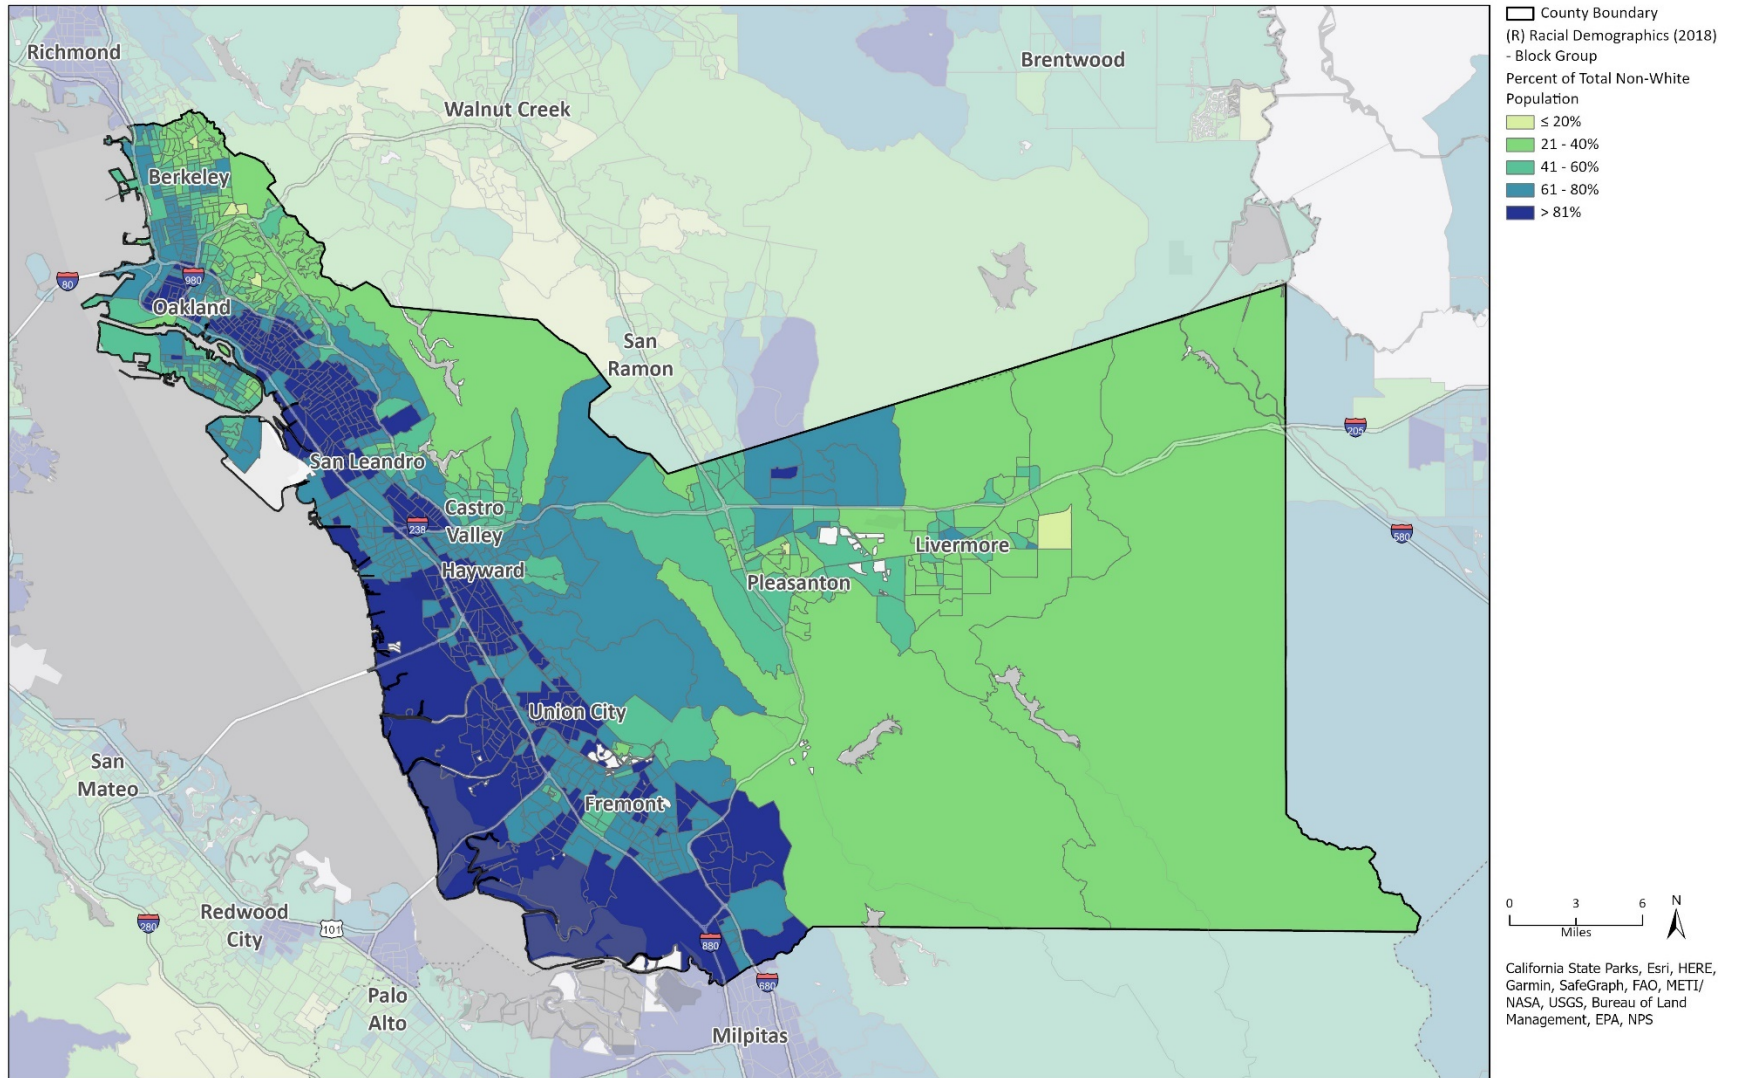 Richmond
Brentwood
Walnut Creek
Berkeley
80
980
Oakland
San
Ramon
205
San Leandro
Castro
Valley
238
580
Livermore
Hayward
Pleasanton
Union City
San
Mateo
Fremont
Redwood
City
280
101
880
680
Palo
Alto
Milpitas
County Boundary
(R) Racial Demographics (2018)
- Block Group
Percent of Total Non-White
Population
≤ 20%
21 - 40%
41 - 60%
61 - 80%
> 81%
0 3 6
Miles
N
California State Parks, Esri, HERE,
Garmin, SafeGraph, FAO, METI/
NASA, USGS, Bureau of Land
Management, EPA, NPS